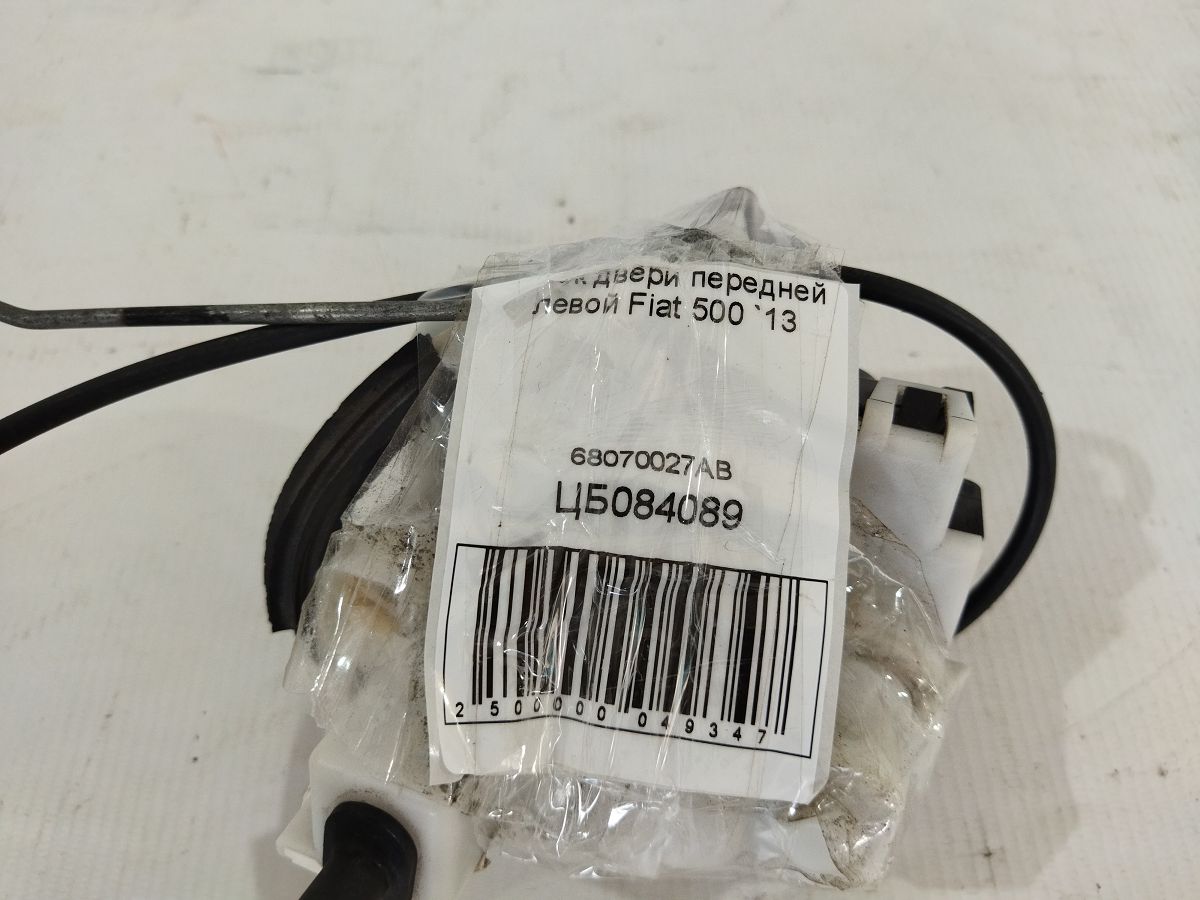 двери передней
левой Fiat 500 `13
68070027AB
ЦБ084089
2 500000 049347